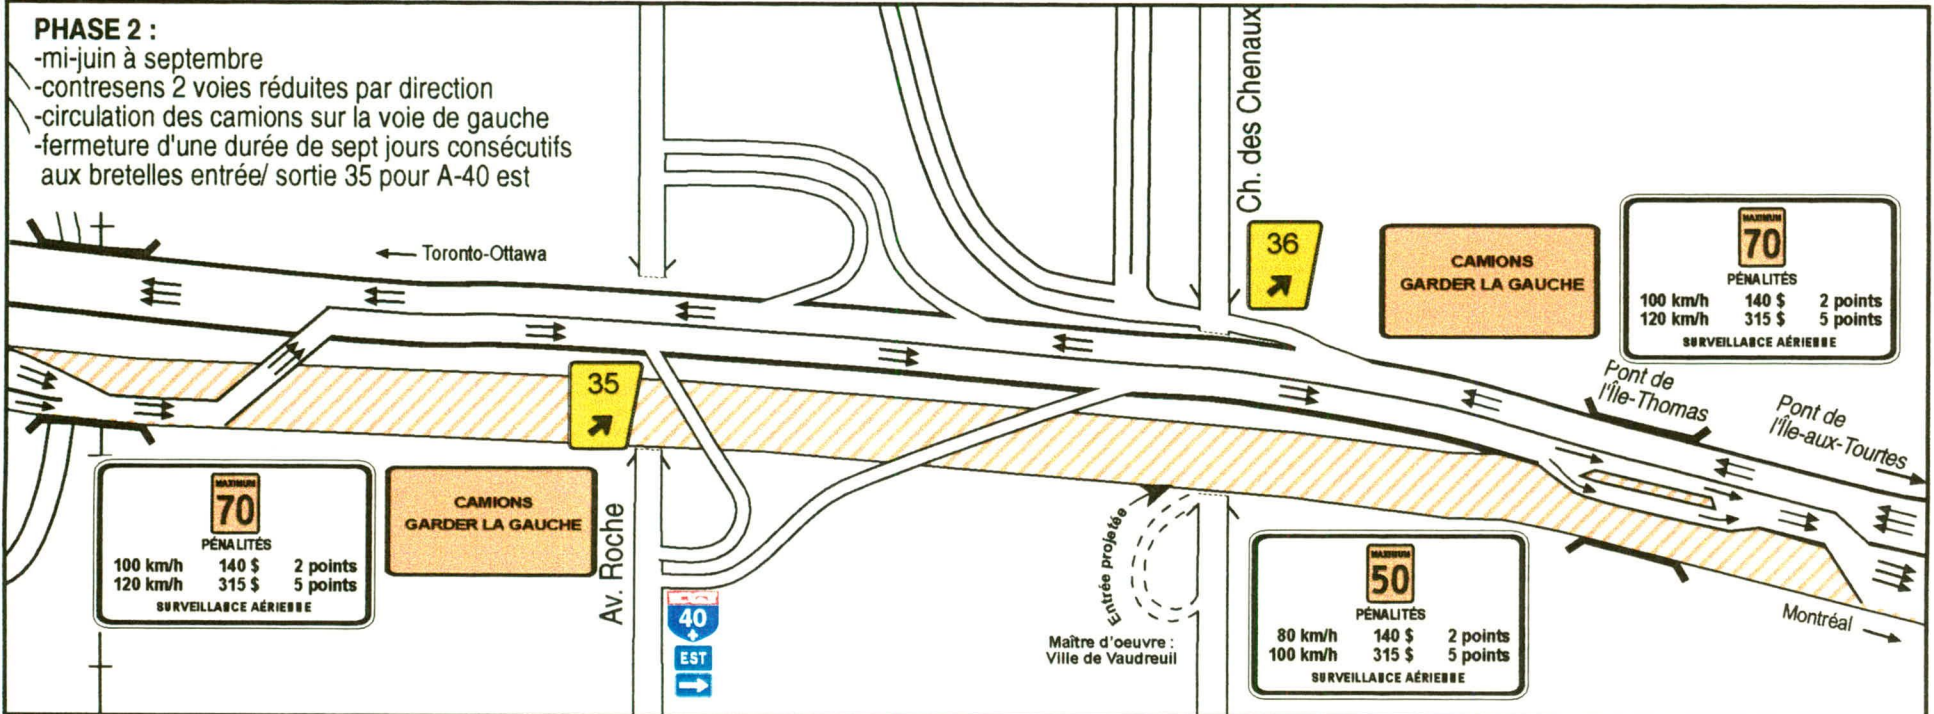 PHASE 2 :
-mi-juin à septembre
-contresens 2 voies réduites par direction
-circulation des camions sur la voie de gauche
-fermeture d'une durée de sept jours consécutifs
aux bretelles entrée/ sortie 35 pour A-40 est
Toronto-Ottawa
Ch. des Chenaux
36
CAMIONS
GARDER LA GAUCHE
MAXIMUM
70
PÉNALITÉS
100 km/h 140 $ 2 points
120 km/h 315 $ 5 points
SURVEILLANCE AÉRIENNE
Pont de
l'Île-Thomas
Pont de
l'Île-aux-Tourtes
35
MAXIMUM
70
PÉNALITÉS
100 km/h 140 $ 2 points
120 km/h 315 $ 5 points
SURVEILLANCE AÉRIENNE
CAMIONS
GARDER LA GAUCHE
Av. Roche
40
EST
Entrée projetée
Maître d'oeuvre :
Ville de Vaudreuil
MAXIMUM
50
PÉNALITÉS
80 km/h 140 $ 2 points
100 km/h 315 $ 5 points
SURVEILLANCE AÉRIENNE
Montréal